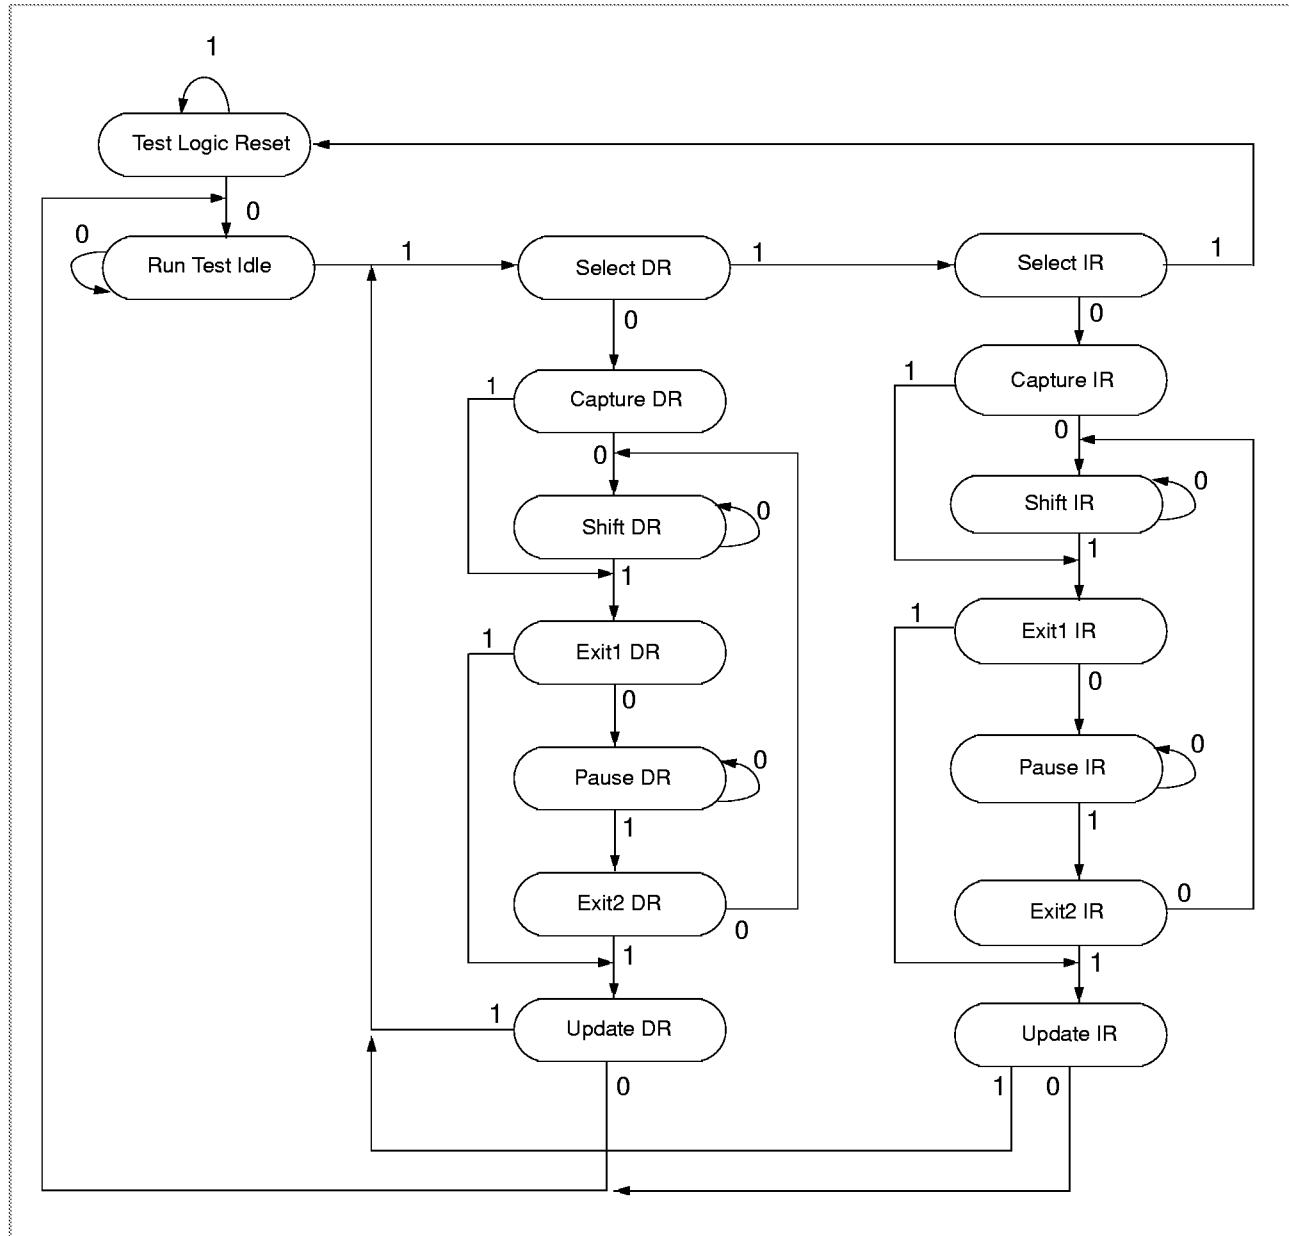 1
Test Logic Reset
0
0
Run Test Idle
1
Select DR
1
Select IR
1
0
0
1
Capture DR
1
Capture IR
0
0
Shift DR
0
Shift IR
0
1
1
1
Exit1 DR
1
Exit1 IR
0
0
Pause DR
0
Pause IR
0
1
1
Exit2 DR
0
Exit2 IR
0
1
1
1
Update DR
Update IR
0
1
0